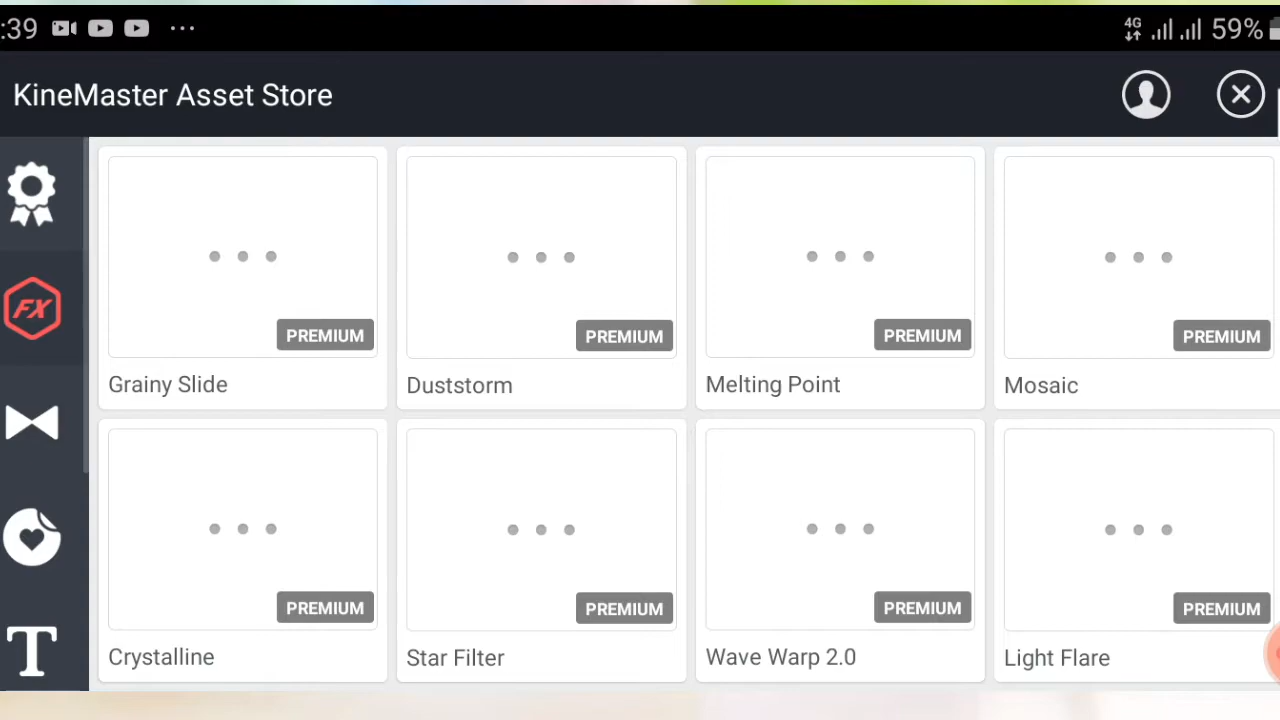 :39
4G
59%
KineMaster Asset Store
FX
T
PREMIUM
PREMIUM
PREMIUM
PREMIUM
Grainy Slide
Duststorm
Melting Point
Mosaic
PREMIUM
PREMIUM
PREMIUM
PREMIUM
Crystalline
Star Filter
Wave Warp 2.0
Light Flare